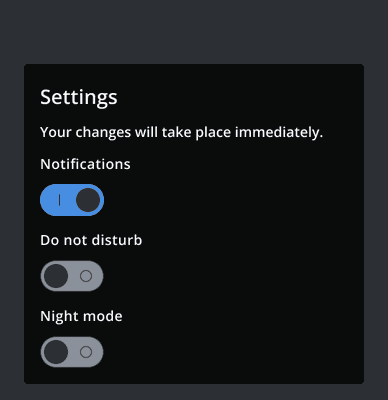 Settings
Your changes will take place immediately.
Notifications
Do not disturb
Night mode